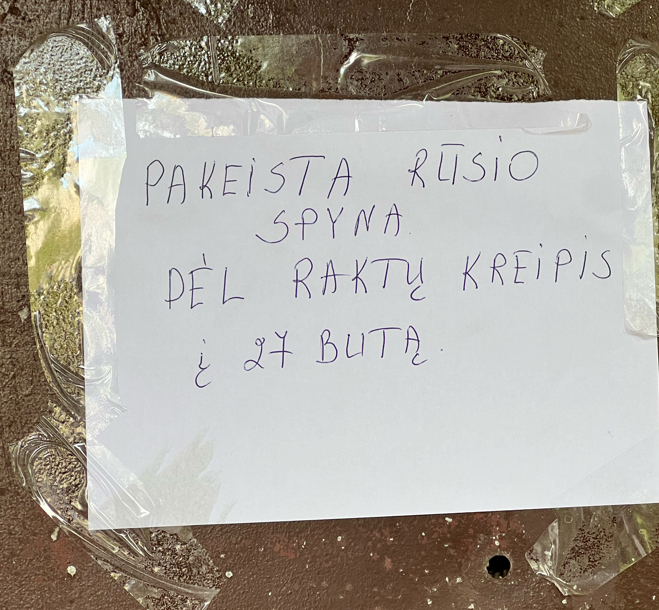 PAKEISTA RŪSIO
SPYNA
DĖL RAKTŲ KREIPIS
į 27 BUTĄ.